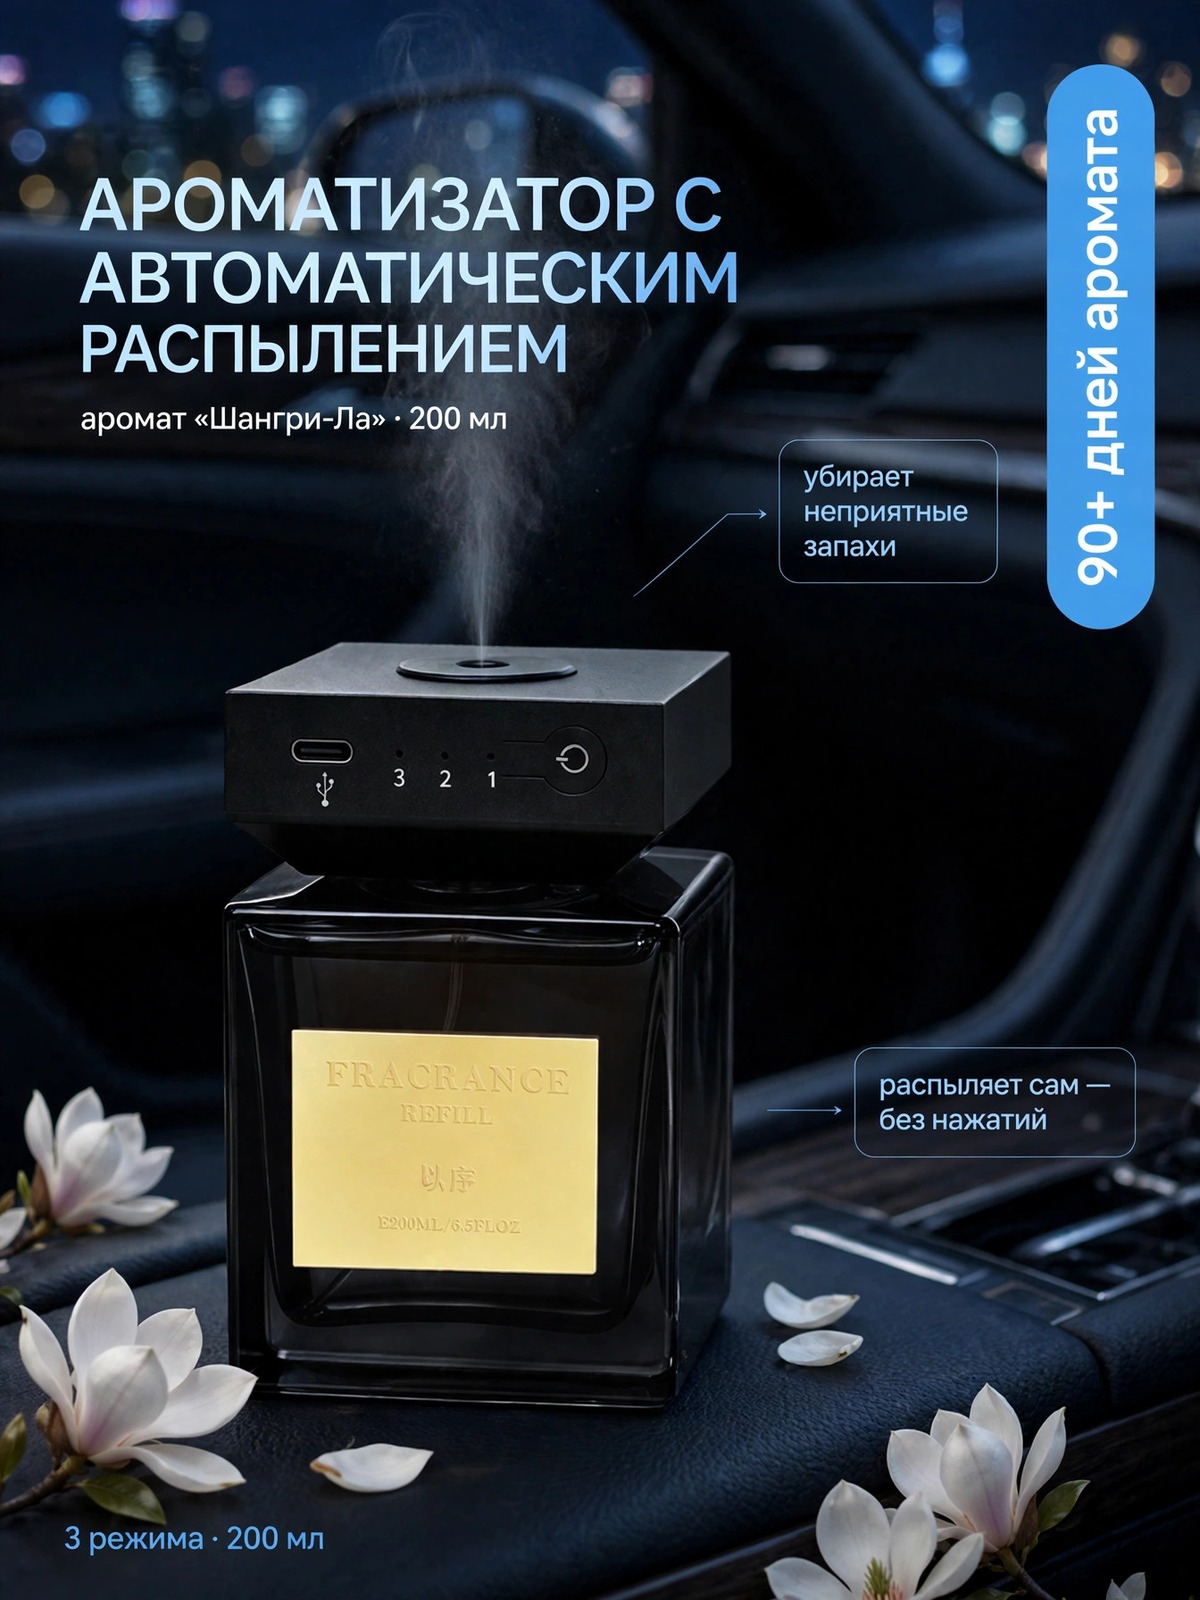 АРОМАТИЗАТОР С
АВТОМАТИЧЕСКИМ
РАСПЫЛЕНИЕМ
аромат «Шангри-Ла» · 200 мл
90+ дней аромата
убирает
неприятные
запахи
3 2 1
FRAGRANCE
REFILL
以序
E200ML/6.5FLOZ
распыляет сам —
без нажатий
3 режима · 200 мл